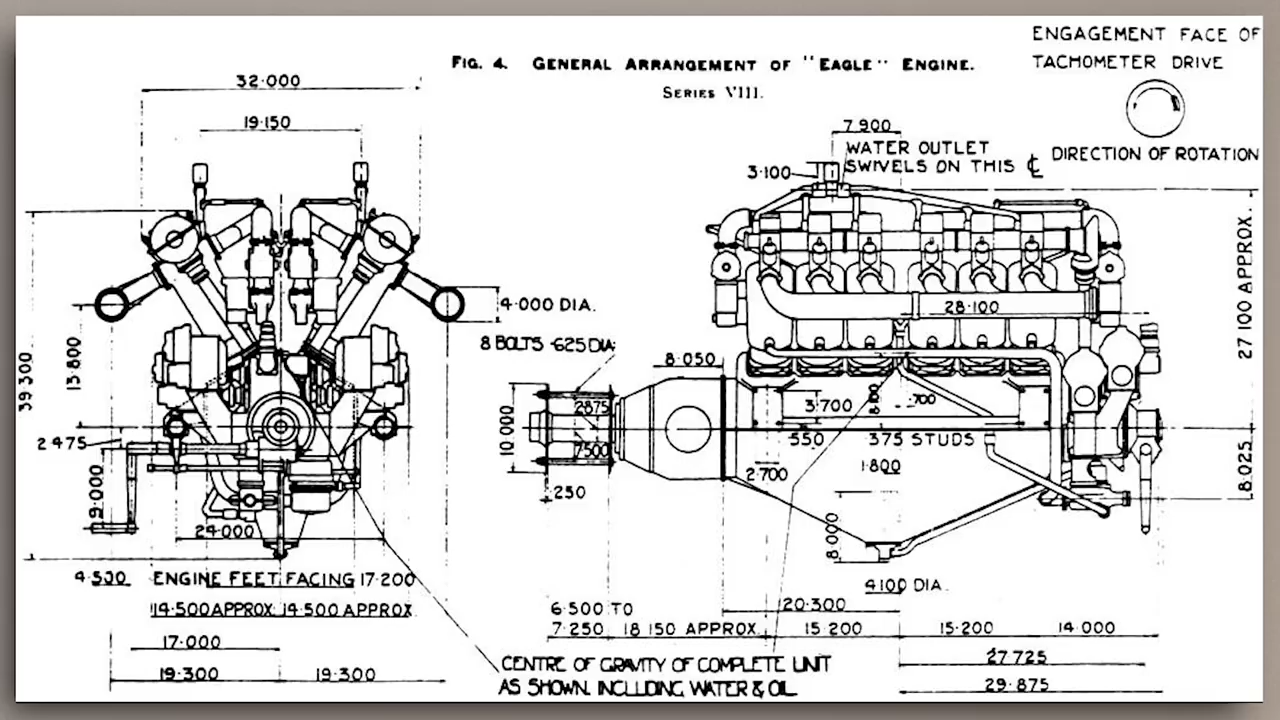 ENGAGEMENT FACE OF
TACHOMETER DRIVE
FIG. 4. GENERAL ARRANGEMENT OF "EAGLE" ENGINE.
SERIES VIII.
DIRECTION OF ROTATION
32·000
19·150
7·900
WATER OUTLET
SWIVELS ON THIS ℄
3·100
4·000 DIA.
8 BOLTS ·625 DIA.
39 300
13·800
2 475
9·000
24·000
4·500 ENGINE FEET FACING 17·200
14·500 APPROX. 14·500 APPROX.
17·000
19·300 19·300
8·050
10·000
2875
7500
·250
28·100
27 100 APPROX.
8·025
3·700
8·100
·700
·550 ·375 STUDS
2·700
1·800
8·000
4·100 DIA.
20·300
6·500 TO
7·250 18 150 APPROX. 15·200 15·200 14·000
27 725
29·875
CENTRE OF GRAVITY OF COMPLETE UNIT
AS SHOWN. INCLUDING WATER & OIL